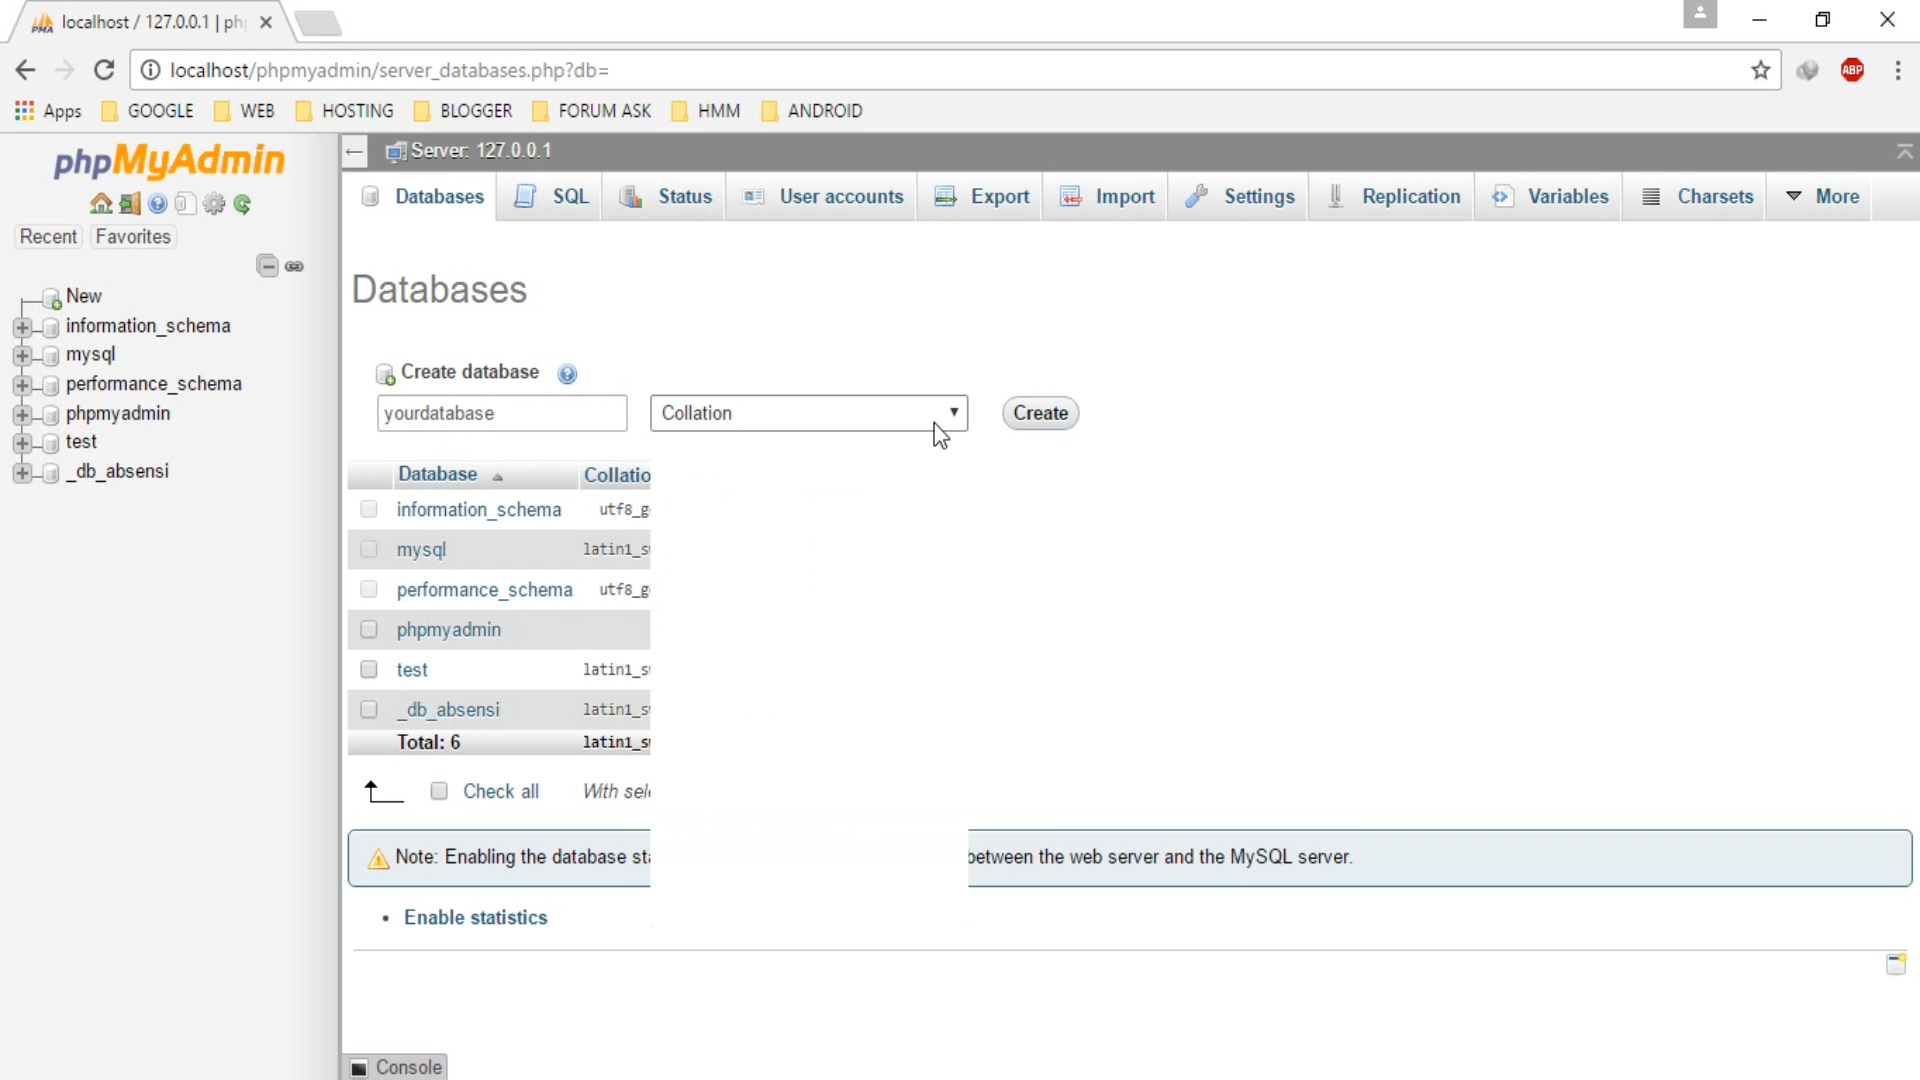 localhost / 127.0.0.1 | ph
localhost/phpmyadmin/server_databases.php?db=
ABP
Apps GOOGLE WEB HOSTING BLOGGER FORUM ASK HMM ANDROID
phpMyAdmin
Recent Favorites
New
information_schema
mysql
performance_schema
phpmyadmin
test
_db_absensi
Server: 127.0.0.1
Databases SQL Status User accounts Export Import Settings Replication Variables Charsets More
Databases
Create database
yourdatabase Collation Create
Database Collatio
information_schema utf8_g
mysql latin1_s
performance_schema utf8_g
phpmyadmin
test latin1_s
_db_absensi latin1_s
Total: 6 latin1_s
Check all With sel
Note: Enabling the database sta between the web server and the MySQL server.
• Enable statistics
Console